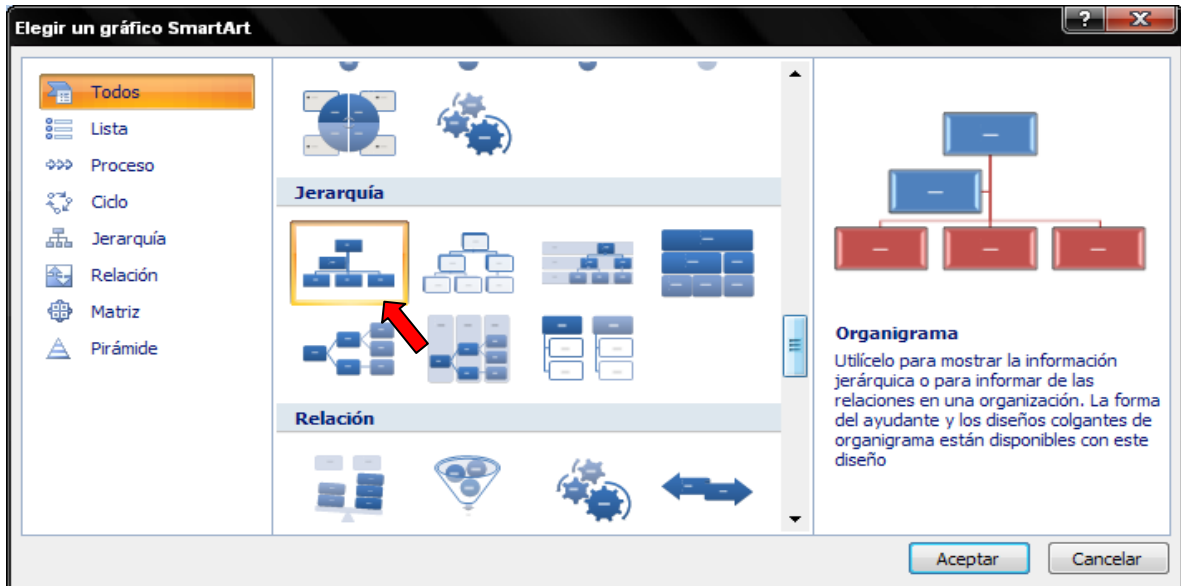 Elegir un gráfico SmartArt
Todos
Lista
Proceso
Ciclo
Jerarquía
Relación
Matriz
Pirámide
Jerarquía
Relación
Organigrama
Utilícelo para mostrar la información
jerárquica o para informar de las
relaciones en una organización. La forma
del ayudante y los diseños colgantes de
organigrama están disponibles con este
diseño
Aceptar
Cancelar